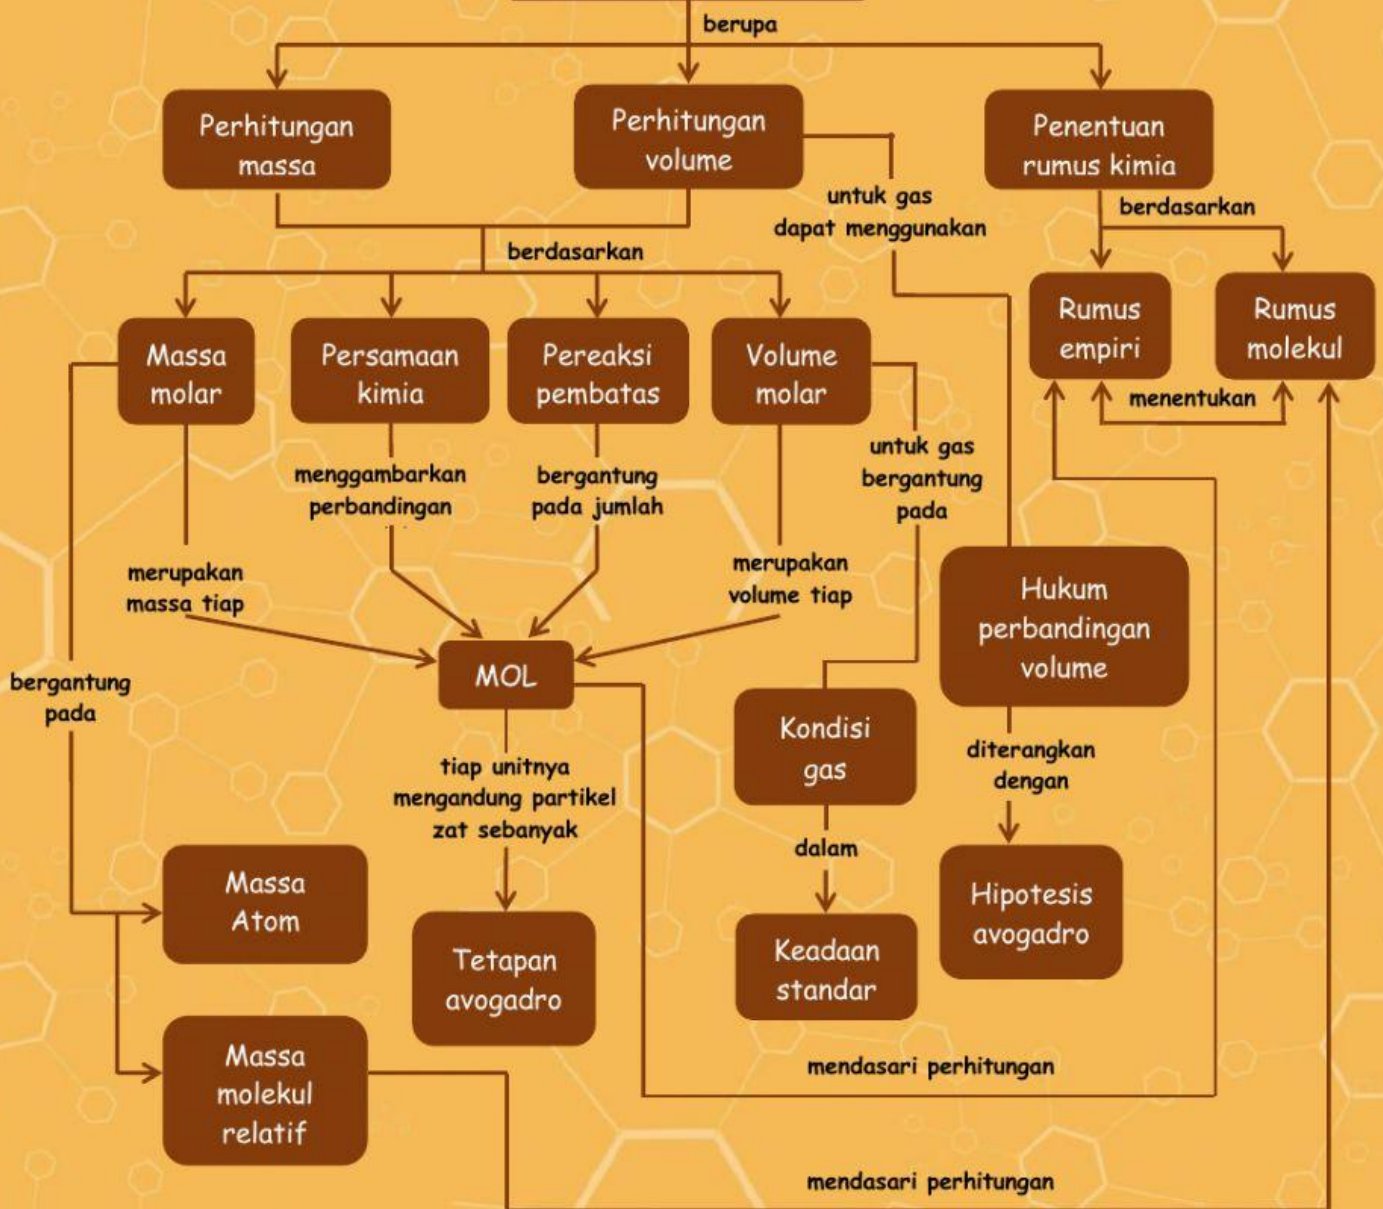 berupa
Perhitungan
massa
Perhitungan
volume
Penentuan
rumus kimia
untuk gas
dapat menggunakan
berdasarkan
berdasarkan
Massa
molar
Persamaan
kimia
Pereaksi
pembatas
Volume
molar
Rumus
empiri
Rumus
molekul
menentukan
menggambarkan
perbandingan
bergantung
pada jumlah
untuk gas
bergantung
pada
merupakan
massa tiap
merupakan
volume tiap
Hukum
perbandingan
volume
MOL
bergantung
pada
Kondisi
gas
diterangkan
dengan
tiap unitnya
mengandung partikel
zat sebanyak
dalam
Massa
Atom
Tetapan
avogadro
Keadaan
standar
Hipotesis
avogadro
Massa
molekul
relatif
mendasari perhitungan
mendasari perhitungan